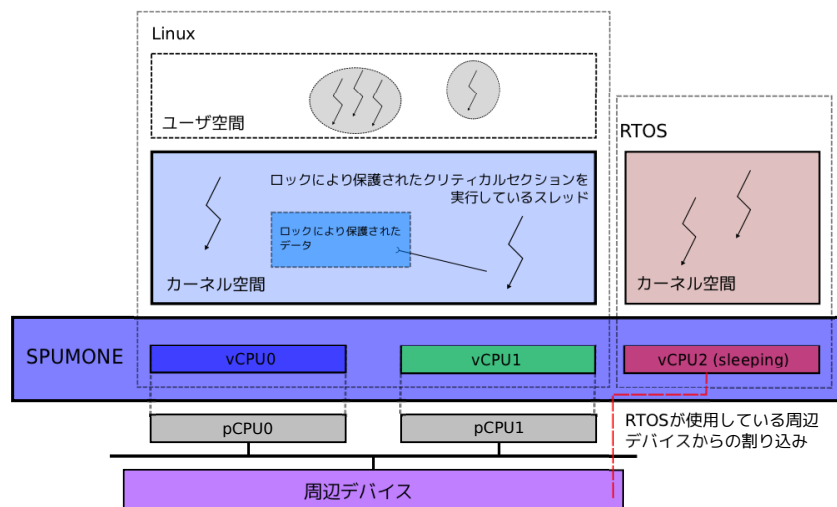 Linux
ユーザ空間
RTOS
ロックにより保護されたクリティカルセクションを
実行しているスレッド
ロックにより保護された
データ
カーネル空間
カーネル空間
SPUMONE
vCPU0
vCPU1
vCPU2 (sleeping)
pCPU0
pCPU1
RTOSが使用している周辺
デバイスからの割り込み
周辺デバイス